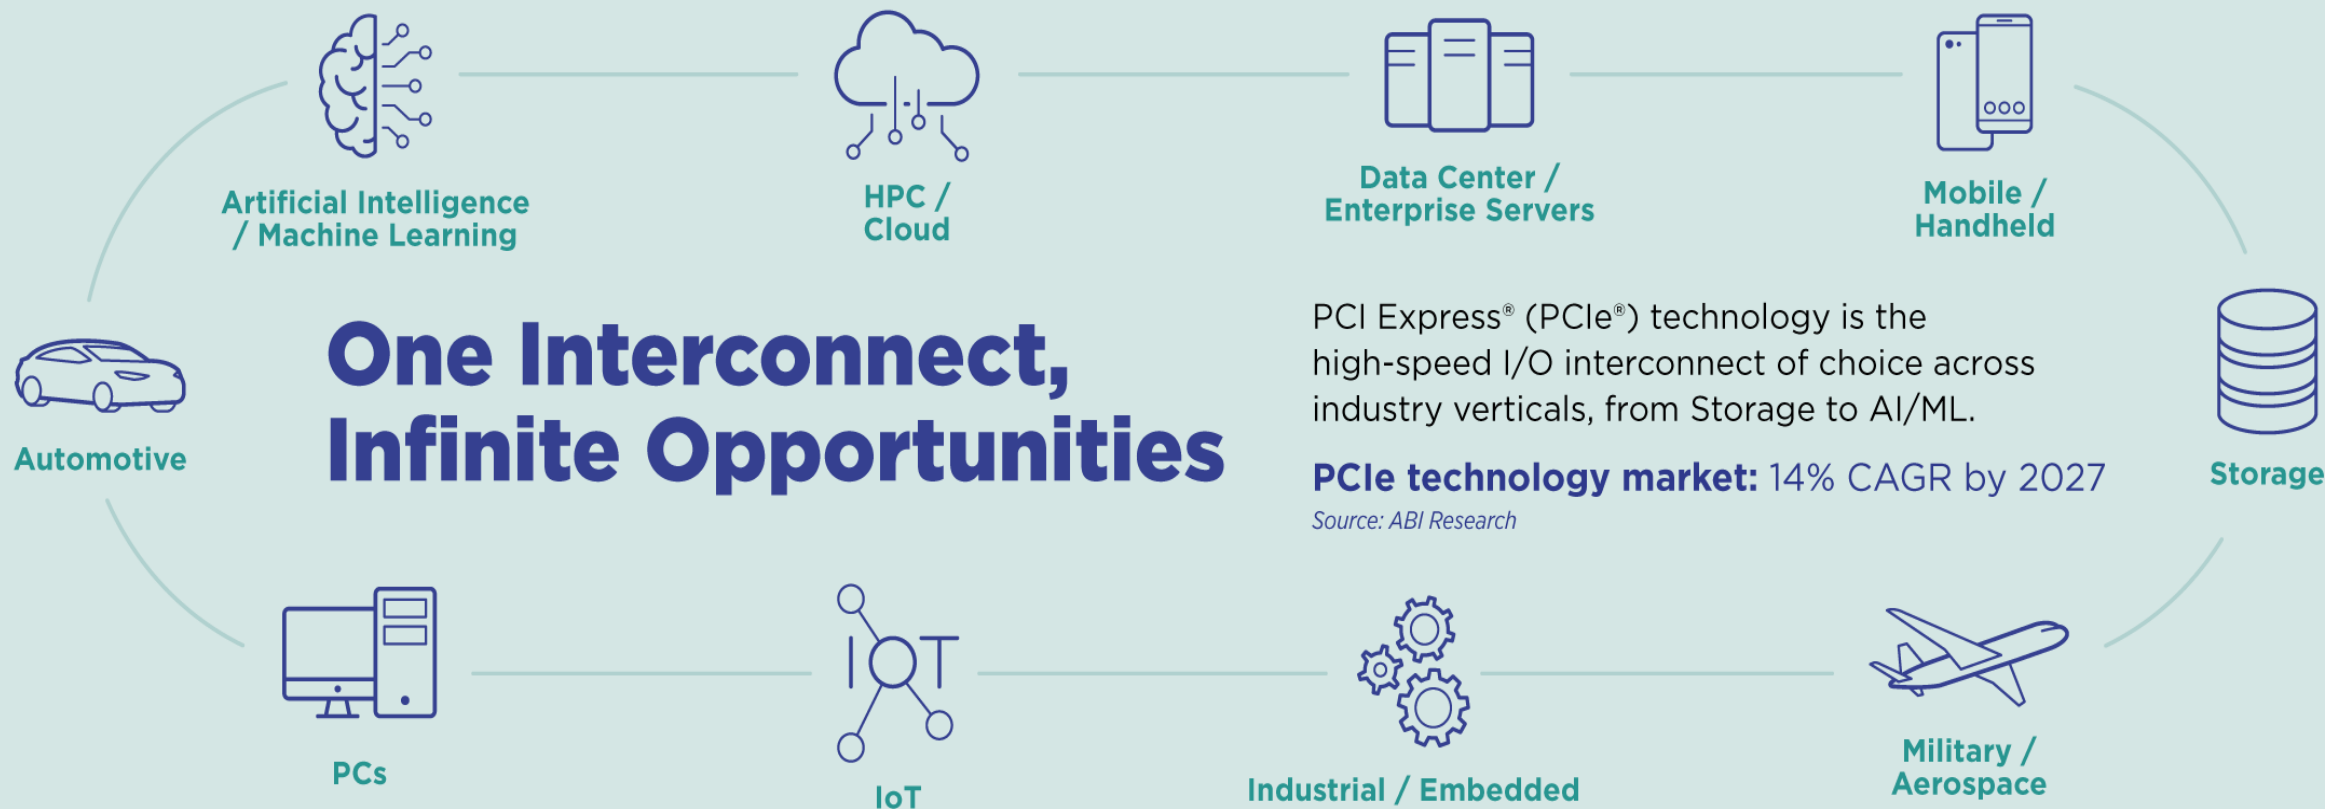 Artificial Intelligence
/ Machine Learning
HPC /
Cloud
Data Center /
Enterprise Servers
Mobile /
Handheld
Automotive
One Interconnect,
Infinite Opportunities
PCI Express® (PCIe®) technology is the
high-speed I/O interconnect of choice across
industry verticals, from Storage to AI/ML.
PCIe technology market: 14% CAGR by 2027
Source: ABI Research
Storage
PCs
IOT
IoT
Industrial / Embedded
Military /
Aerospace